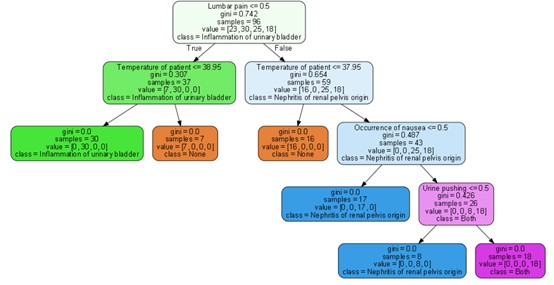 Lumbar pain <= 0.5
gini = 0.742
samples = 96
value = [23, 30, 25, 18]
class = Inflammation of urinary bladder
True
False
Temperature of patient <= 38.95
gini = 0.307
samples = 37
value = [7, 30, 0, 0]
class = Inflammation of urinary bladder
Temperature of patient <= 37.95
gini = 0.654
samples = 59
value = [16, 0, 25, 18]
class = Nephritis of renal pelvis origin
gini = 0.0
samples = 30
value = [0, 30, 0, 0]
class = Inflammation of urinary bladder
gini = 0.0
samples = 7
value = [7, 0, 0, 0]
class = None
gini = 0.0
samples = 16
value = [16, 0, 0, 0]
class = None
Occurrence of nausea <= 0.5
gini = 0.487
samples = 43
value = [0, 0, 25, 18]
class = Nephritis of renal pelvis origin
gini = 0.0
samples = 17
value = [0, 0, 17, 0]
class = Nephritis of renal pelvis origin
Urine pushing <= 0.5
gini = 0.426
samples = 26
value = [0, 0, 8, 18]
class = Both
gini = 0.0
samples = 8
value = [0, 0, 8, 0]
class = Nephritis of renal pelvis origin
gini = 0.0
samples = 18
value = [0, 0, 0, 18]
class = Both